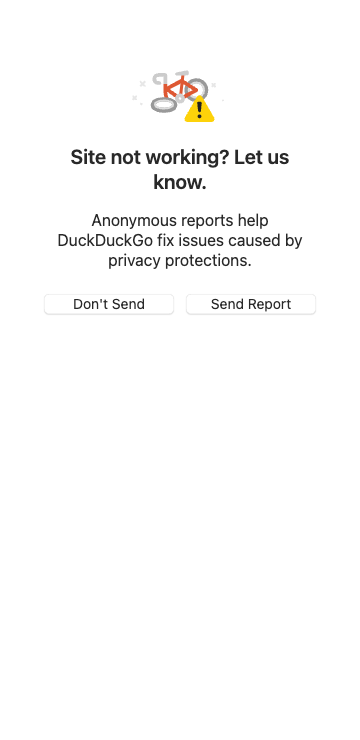 Site not working? Let us
know.
Anonymous reports help
DuckDuckGo fix issues caused by
privacy protections.
Don't Send
Send Report